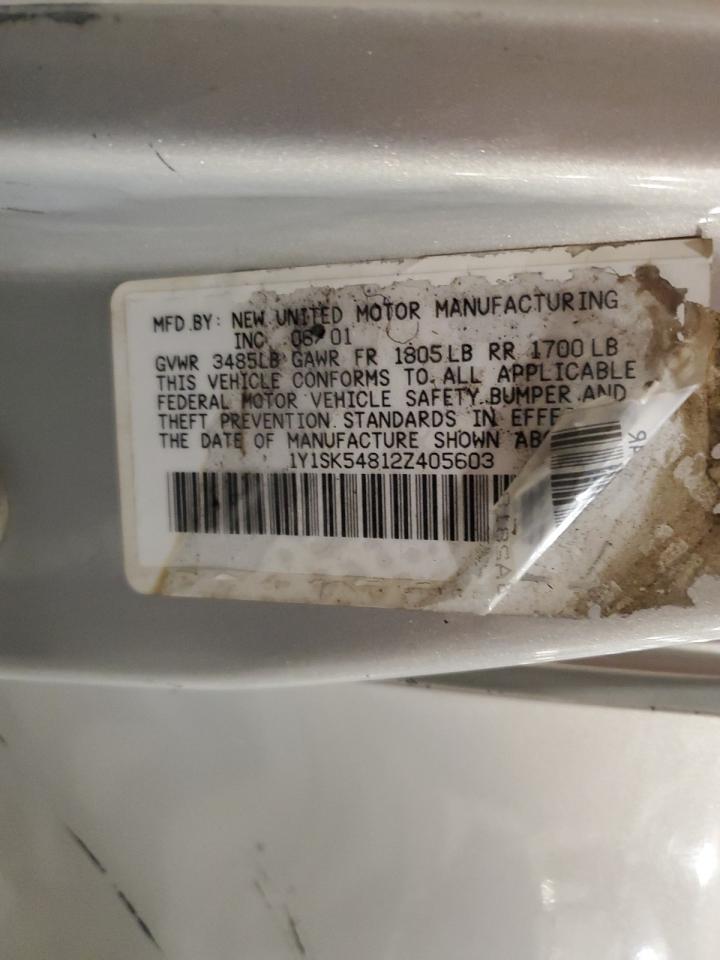 MFD.BY: NEW UNITED MOTOR MANUFACTURING
INC 06/01
GVWR 3485LB GAWR FR 1805LB RR 1700LB
THIS VEHICLE CONFORMS TO ALL APPLICABLE
FEDERAL MOTOR VEHICLE SAFETY BUMPER AND
THEFT PREVENTION STANDARDS IN EFFE
THE DATE OF MANUFACTURE SHOWN AB
1Y1SK54812Z405603